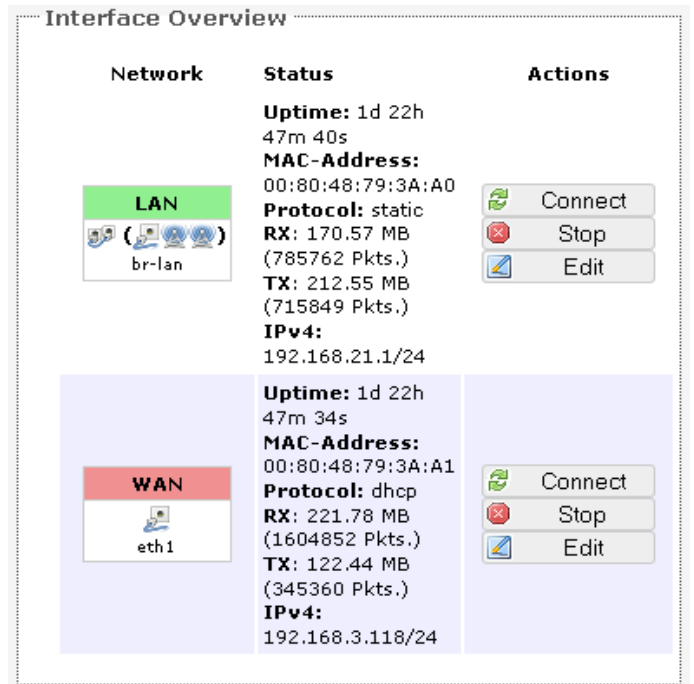 Interface Overview
Network Status Actions
LAN
( )
br-lan
Uptime: 1d 22h
47m 40s
MAC-Address:
00:80:48:79:3A:A0
Protocol: static
RX: 170.57 MB
(785762 Pkts.)
TX: 212.55 MB
(715849 Pkts.)
IPv4:
192.168.21.1/24
Connect
Stop
Edit
WAN
eth1
Uptime: 1d 22h
47m 34s
MAC-Address:
00:80:48:79:3A:A1
Protocol: dhcp
RX: 221.78 MB
(1604852 Pkts.)
TX: 122.44 MB
(345360 Pkts.)
IPv4:
192.168.3.118/24
Connect
Stop
Edit